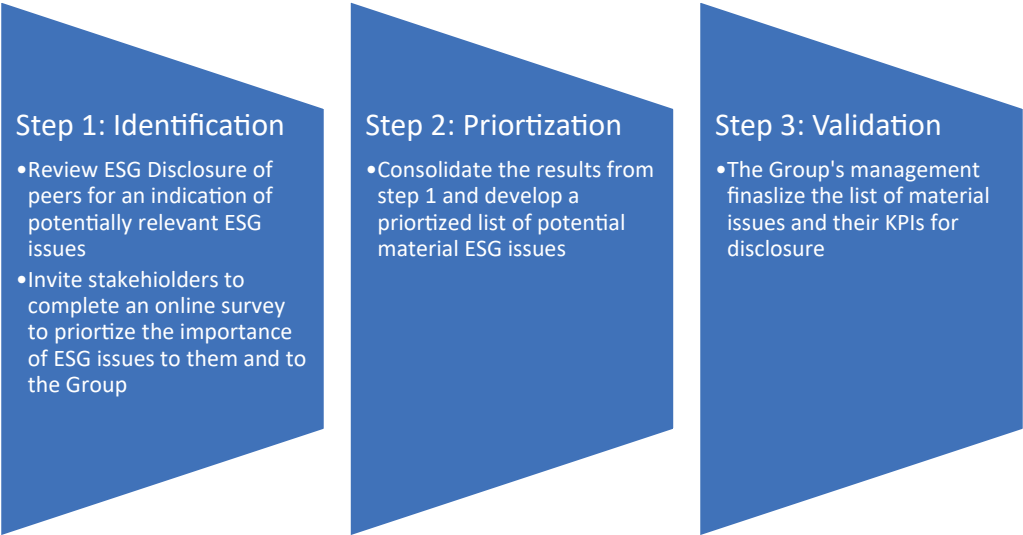 Step 1: Identification
•Review ESG Disclosure of
peers for an indication of
potentially relevant ESG
issues
•Invite stakehiolders to
complete an online survey
to priortize the importance
of ESG issues to them and to
the Group
Step 2: Priortization
•Consolidate the results from
step 1 and develop a
priortized list of potential
material ESG issues
Step 3: Validation
•The Group's management
finaslize the list of material
issues and their KPIs for
disclosure